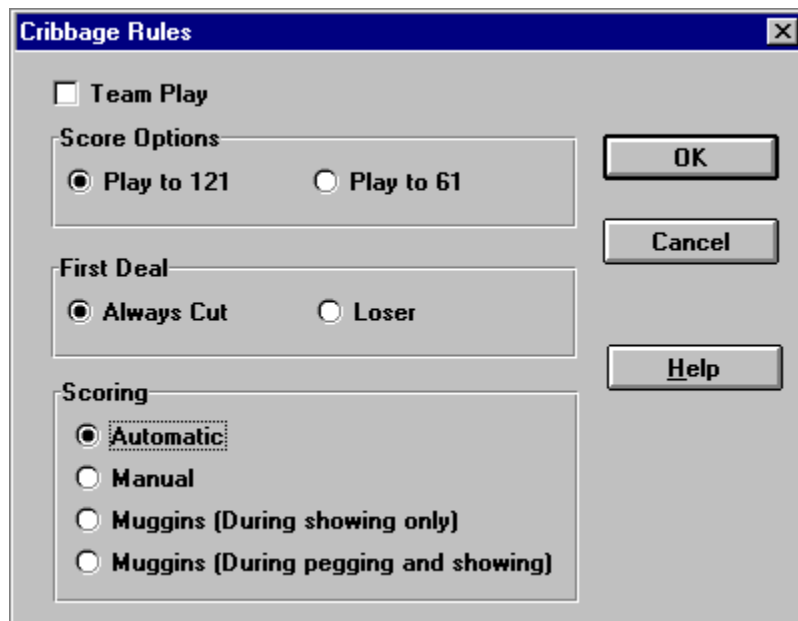 Cribbage Rules
Team Play
Score Options
Play to 121
Play to 61
OK
Cancel
First Deal
Always Cut
Loser
Help
Scoring
Automatic
Manual
Muggins (During showing only)
Muggins (During pegging and showing)